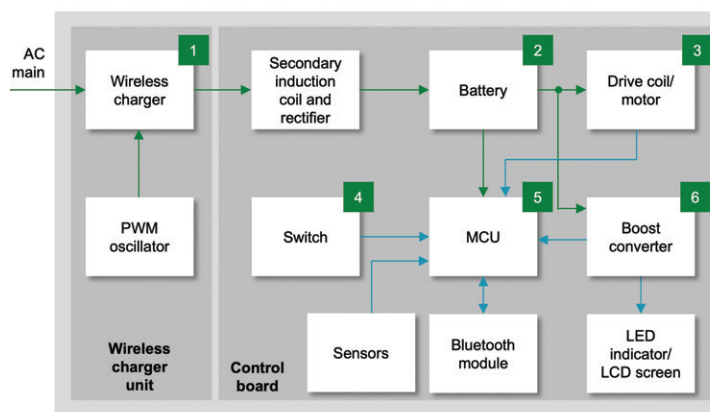 AC
main
1
Wireless
charger
Secondary
induction
coil and
rectifier
2
Battery
3
Drive coil/
motor
PWM
oscillator
4
Switch
5
MCU
6
Boost
converter
Sensors
Bluetooth
module
LED
indicator/
LCD screen
Wireless
charger
unit
Control
board